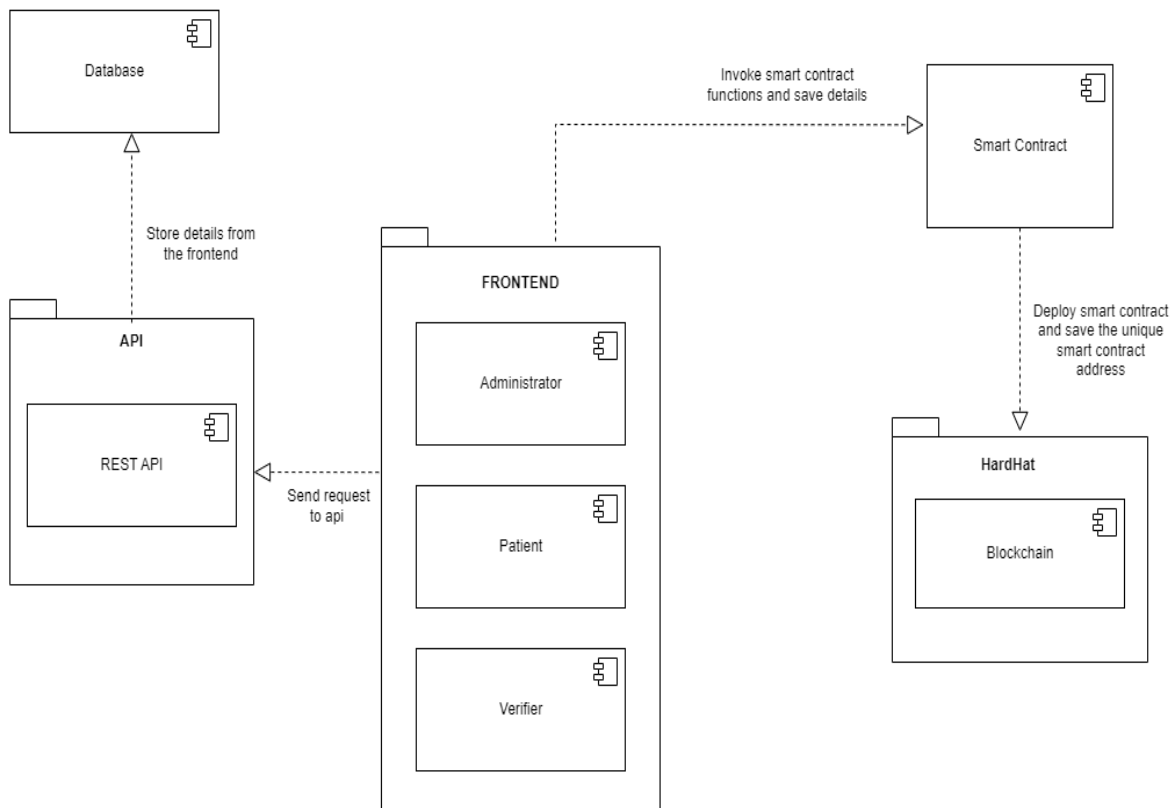 Database
Invoke smart contract
functions and save details
Smart Contract
Store details from
the frontend
FRONTEND
API
Administrator
Deploy smart contract
and save the unique
smart contract
address
REST API
Send request
to api
HardHat
Patient
Blockchain
Verifier